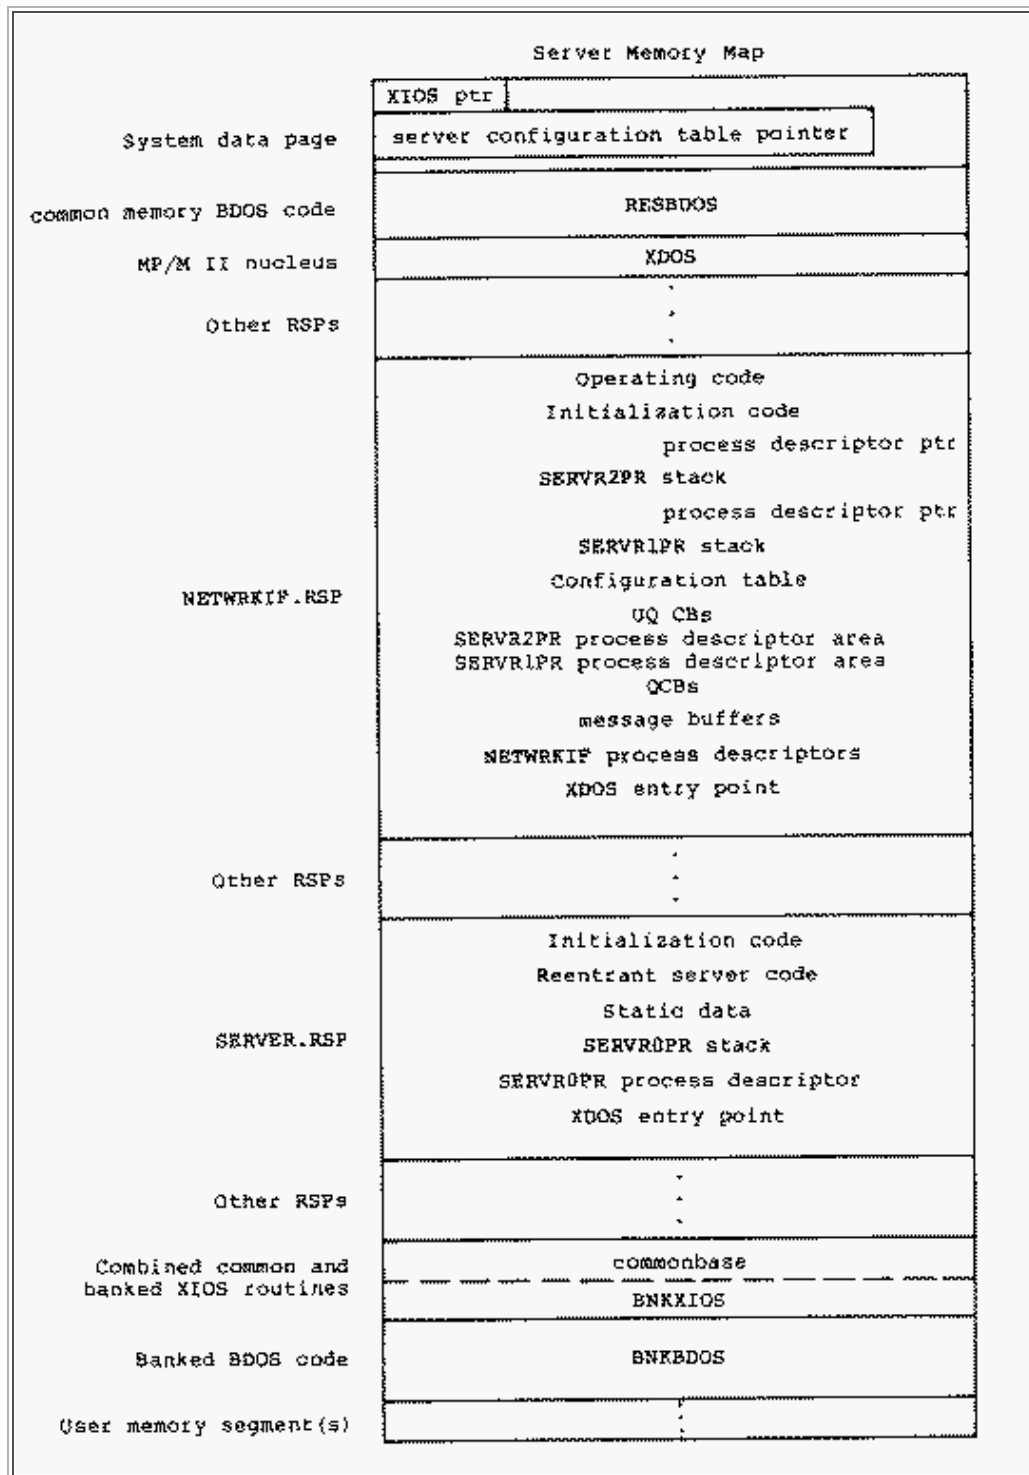 Server Memory Map
XIOS ptr
System data page
server configuration table pointer
common memory BDOS code
RESBDOS
MP/M II nucleus
XDOS
Other RSPs
Operating code
Initialization code
process descriptor ptr
SERVR2PR stack
process descriptor ptr
SERVR1PR stack
Configuration table
NETWRKIF.RSP
UQ CBs
SERVR2PR process descriptor area
SERVR1PR process descriptor area
QCBs
message buffers
NETWRKIF process descriptors
XDOS entry point
Other RSPs
Initialization code
Reentrant server code
Static data
SERVER.RSP
SERVR0PR stack
SERVR0PR process descriptor
XDOS entry point
Other RSPs
Combined common and
banked XIOS routines
commonbase
BNKXIOS
Banked BDOS code
BNKBDOS
User memory segment(s)